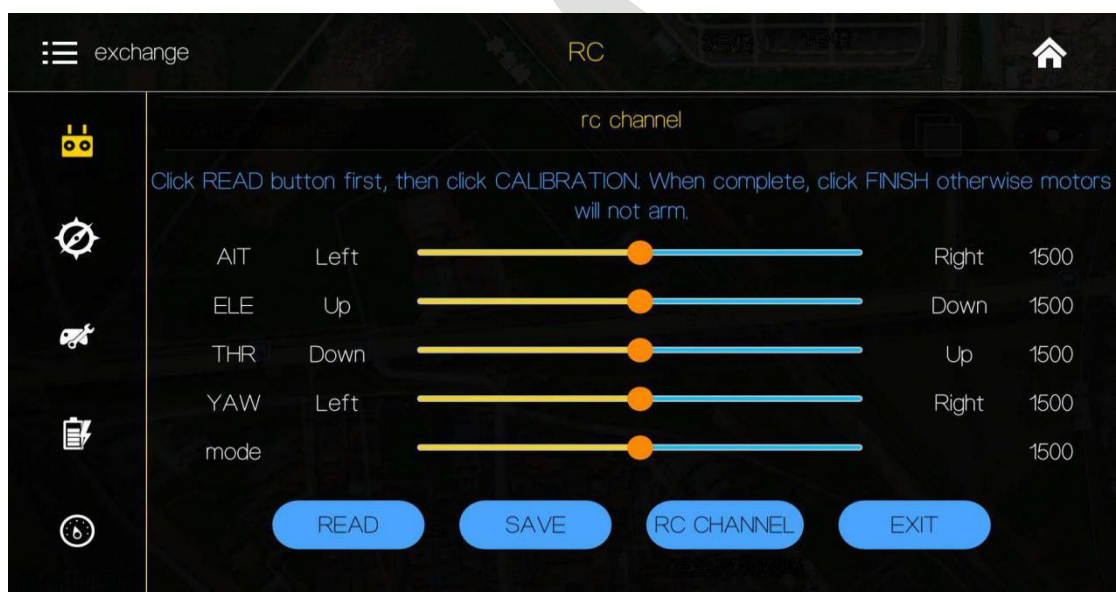 exchange RC
rc channel
Click READ button first, then click CALIBRATION. When complete, click FINISH otherwise motors
will not arm.
AIT Left Right 1500
ELE Up Down 1500
THR Down Up 1500
YAW Left Right 1500
mode 1500
READ SAVE RC CHANNEL EXIT